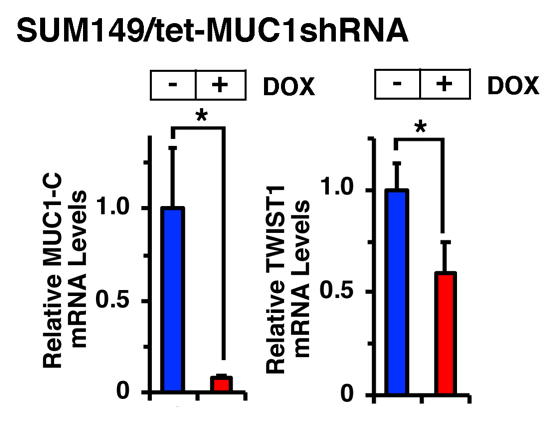 SUM149/tet-MUC1shRNA
- + DOX
*
Relative MUC1-C
mRNA Levels
1.0
0.5
0
- + DOX
*
Relative TWIST1
mRNA Levels
1.0
0.5
0